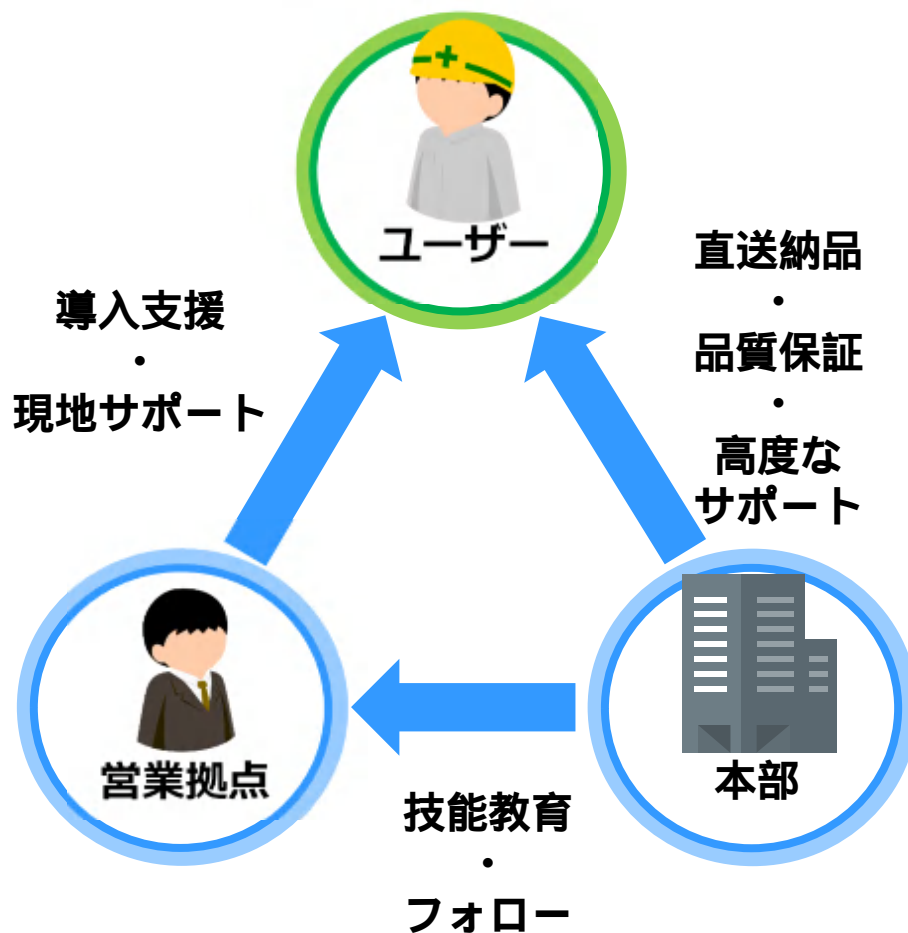 ユーザー
導入支援
・
現地サポート
直送納品
・
品質保証
・
高度な
サポート
営業拠点
本部
技能教育
・
フォロー